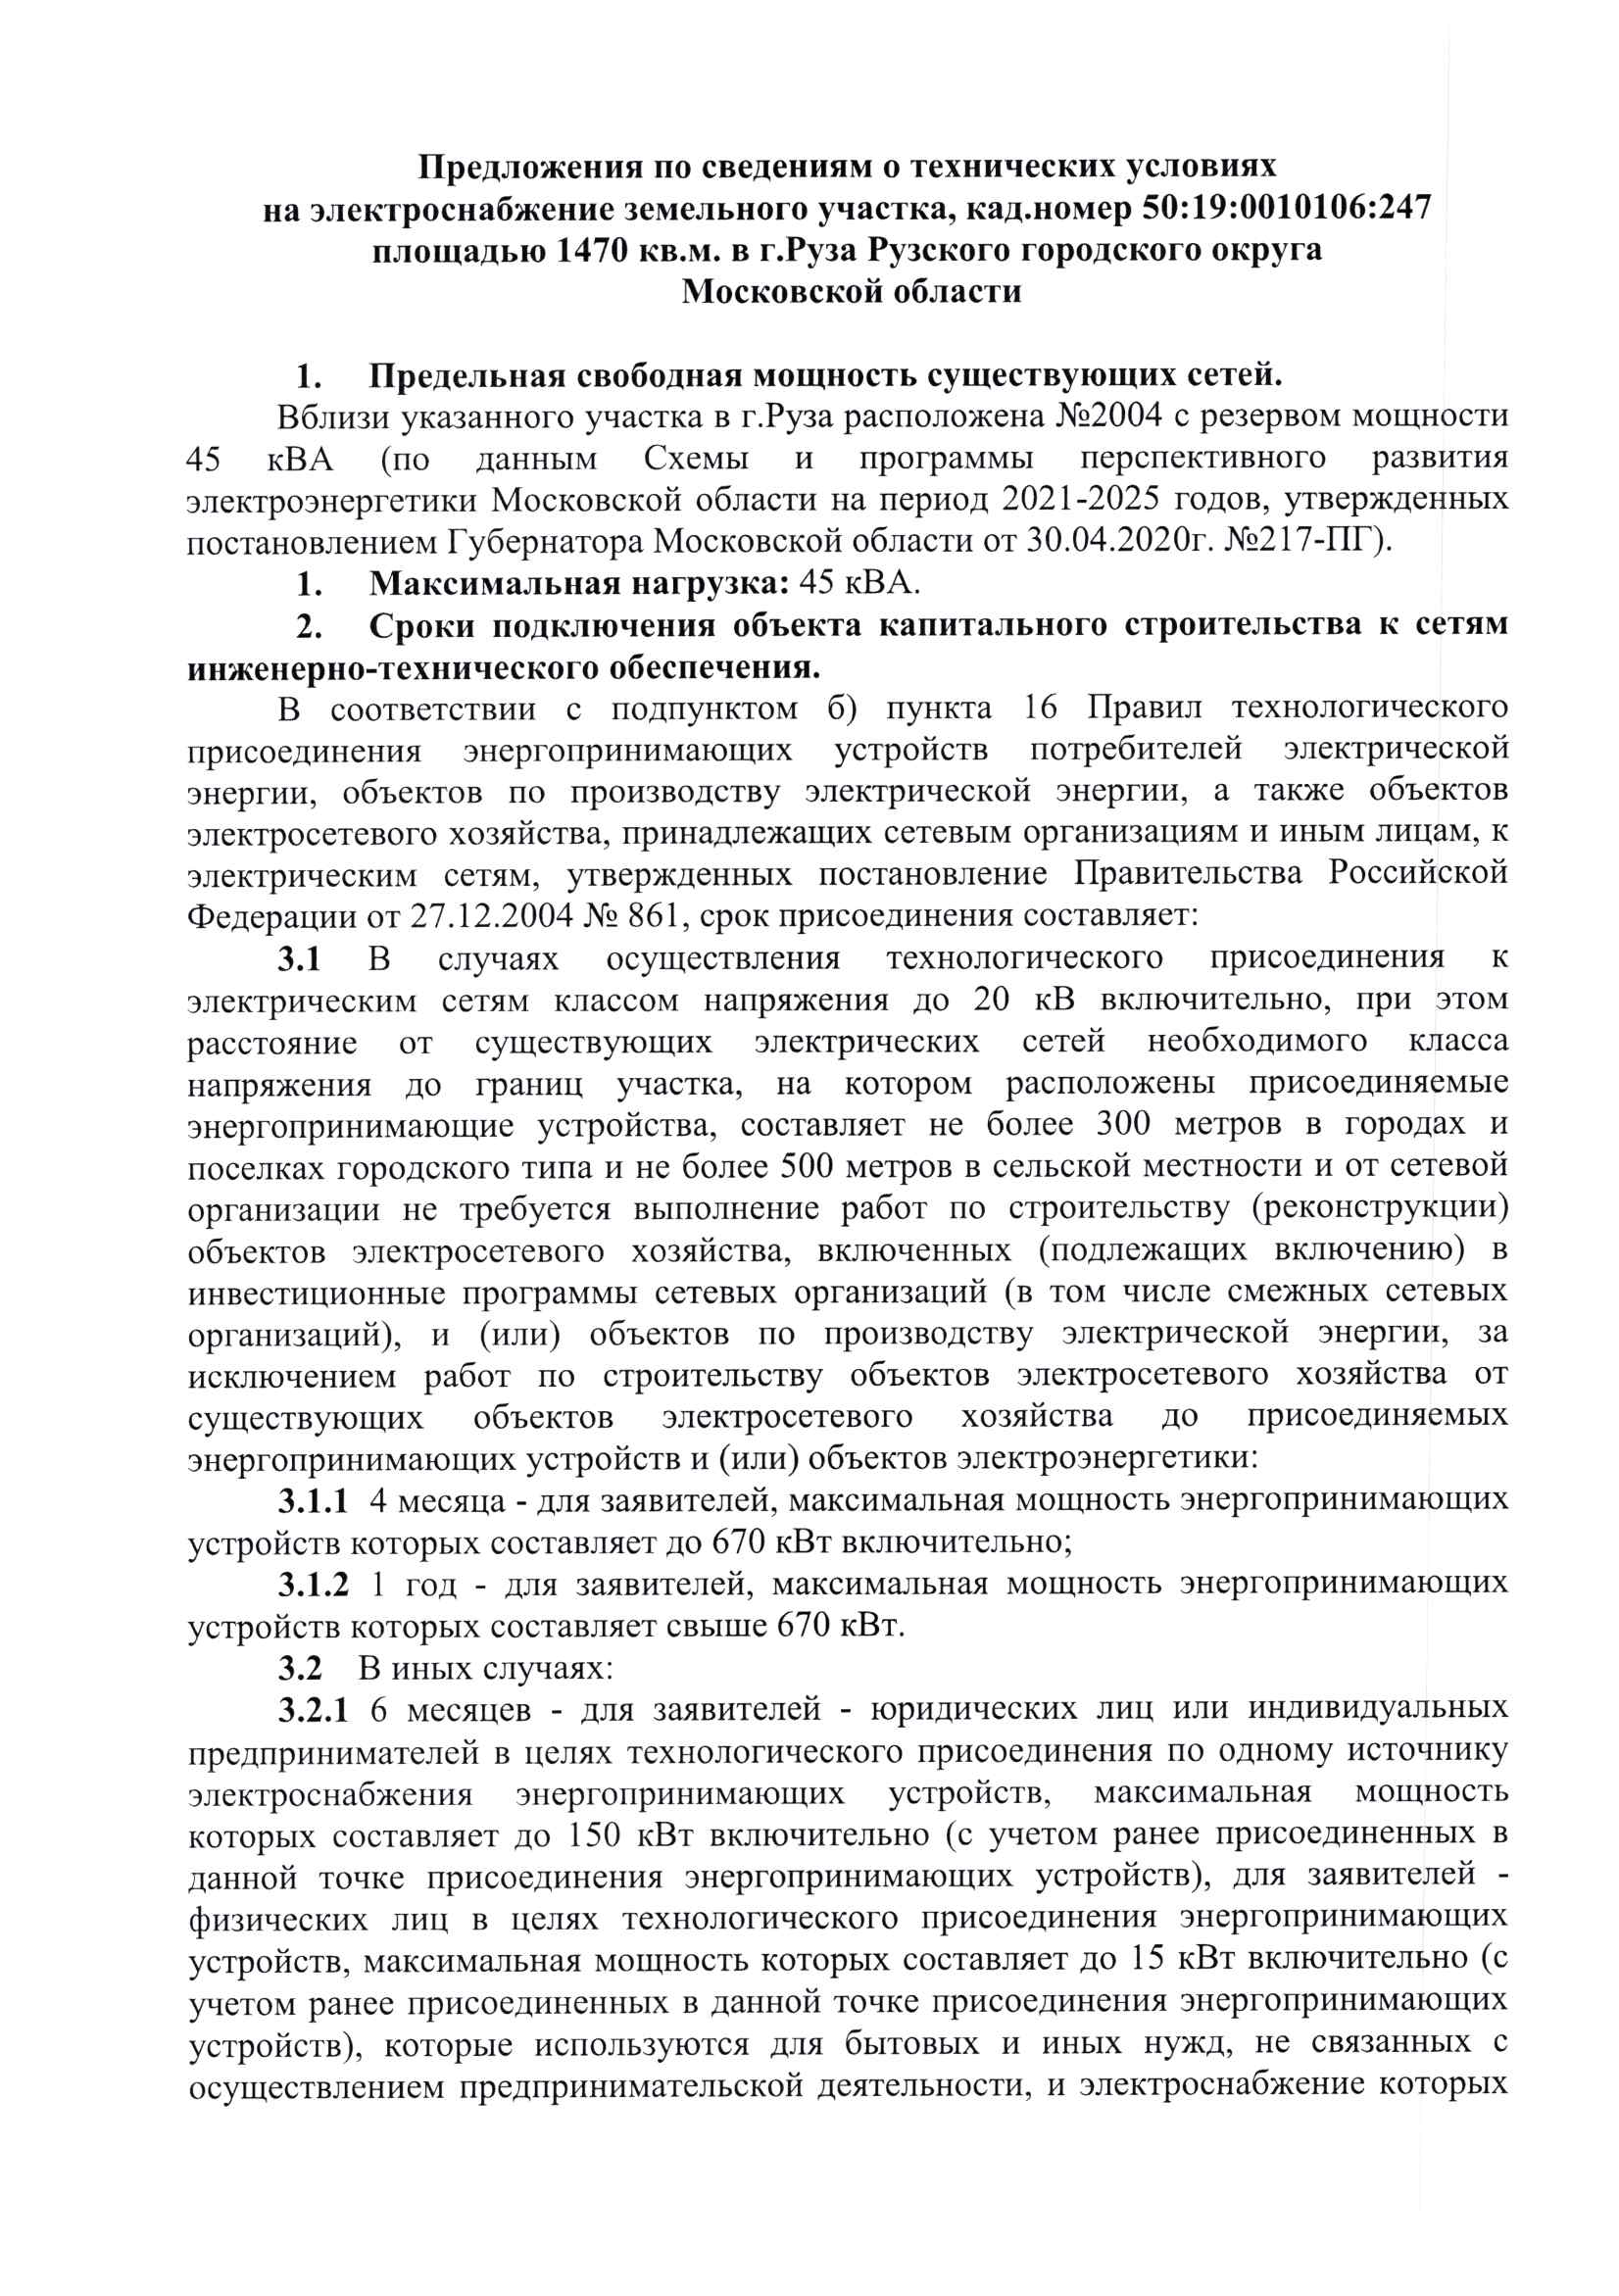 Предложения по сведениям о технических условиях
на электроснабжение земельного участка, кад.номер 50:19:0010106:247
площадью 1470 кв.м. в г.Руза Рузского городского округа
Московской области
1. Предельная свободная мощность существующих сетей.
Вблизи указанного участка в г.Руза расположена №2004 с резервом мощности
45 кВА (по данным Схемы и программы перспективного развития
электроэнергетики Московской области на период 2021-2025 годов, утвержденных
постановлением Губернатора Московской области от 30.04.2020г. №217-ПГ).
1. Максимальная нагрузка: 45 кВА.
2. Сроки подключения объекта капитального строительства к сетям
инженерно-технического обеспечения.
В соответствии с подпунктом б) пункта 16 Правил технологического
присоединения энергопринимающих устройств потребителей электрической
энергии, объектов по производству электрической энергии, а также объектов
электросетевого хозяйства, принадлежащих сетевым организациям и иным лицам, к
электрическим сетям, утвержденных постановление Правительства Российской
Федерации от 27.12.2004 № 861, срок присоединения составляет:
3.1 В случаях осуществления технологического присоединения к
электрическим сетям классом напряжения до 20 кВ включительно, при этом
расстояние от существующих электрических сетей необходимого класса
напряжения до границ участка, на котором расположены присоединяемые
энергопринимающие устройства, составляет не более 300 метров в городах и
поселках городского типа и не более 500 метров в сельской местности и от сетевой
организации не требуется выполнение работ по строительству (реконструкции)
объектов электросетевого хозяйства, включенных (подлежащих включению) в
инвестиционные программы сетевых организаций (в том числе смежных сетевых
организаций), и (или) объектов по производству электрической энергии, за
исключением работ по строительству объектов электросетевого хозяйства от
существующих объектов электросетевого хозяйства до присоединяемых
энергопринимающих устройств и (или) объектов электроэнергетики:
3.1.1 4 месяца - для заявителей, максимальная мощность энергопринимающих
устройств которых составляет до 670 кВт включительно;
3.1.2 1 год - для заявителей, максимальная мощность энергопринимающих
устройств которых составляет свыше 670 кВт.
3.2 В иных случаях:
3.2.1 6 месяцев - для заявителей - юридических лиц или индивидуальных
предпринимателей в целях технологического присоединения по одному источнику
электроснабжения энергопринимающих устройств, максимальная мощность
которых составляет до 150 кВт включительно (с учетом ранее присоединенных в
данной точке присоединения энергопринимающих устройств), для заявителей -
физических лиц в целях технологического присоединения энергопринимающих
устройств, максимальная мощность которых составляет до 15 кВт включительно (с
учетом ранее присоединенных в данной точке присоединения энергопринимающих
устройств), которые используются для бытовых и иных нужд, не связанных с
осуществлением предпринимательской деятельности, и электроснабжение которых